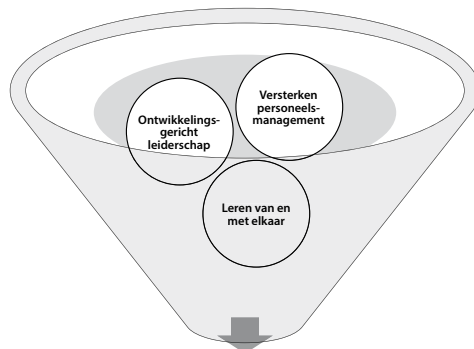 Ontwikkelings-
gericht
leiderschap
Versterken
personeels-
management
Leren van en
met elkaar